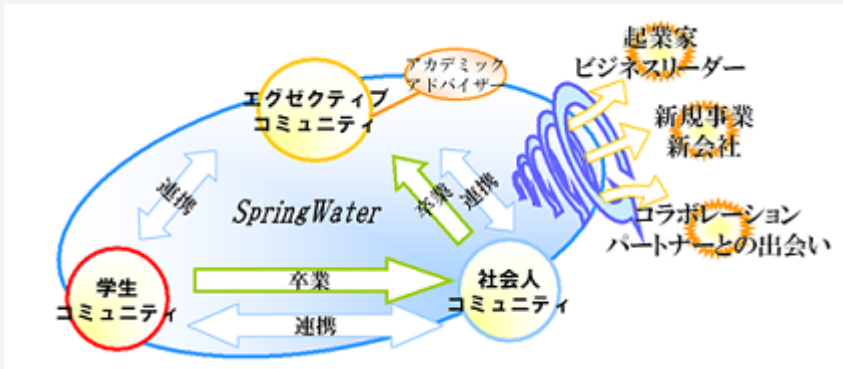 起業家
ビジネスリーダー
アカデミック
アドバイザー
エグゼクティブ
コミュニティ
新規事業
新会社
連携
卒業
連携
SpringWater
コラボレーション
パートナーとの出会い
学生
コミュニティ
卒業
社会人
コミュニティ
連携